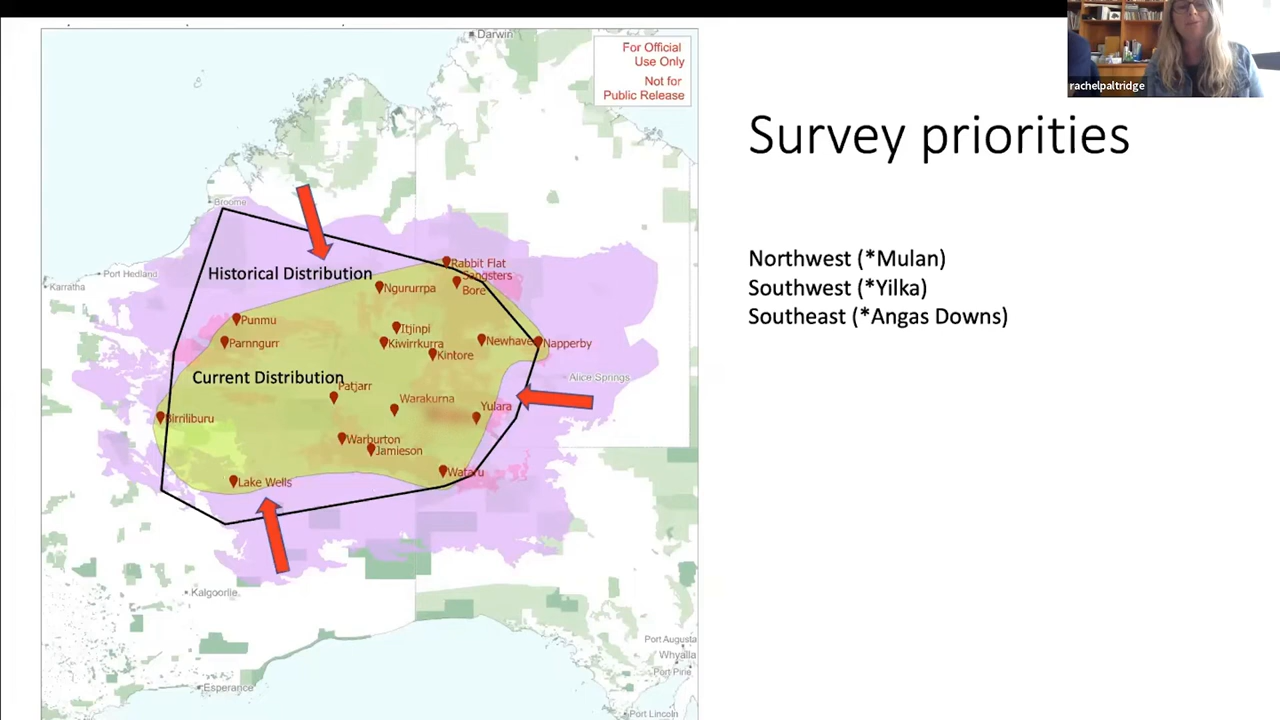 Darwin
For Official
Use Only
Not for
Public Release
rachelpaltridge
Survey priorities
Northwest (*Mulan)
Southwest (*Yilka)
Southeast (*Angas Downs)
Broome
Port Hedland
Karratha
Historical Distribution
Rabbit Flat
Sangsters
Bore
Ngururrpa
Punmu
Parnngurr
Itjinpi
Kiwirrkurra
Kintore
Newhave
Napperby
Current Distribution
Alice Springs
Patjarr
Warakurna
Yulara
Birriliburu
Warburton
Jamieson
Wataru
Lake Wells
Kalgoorlie
Esperance
Port Augusta
Whyalla
Port Pirie
Port Lincoln